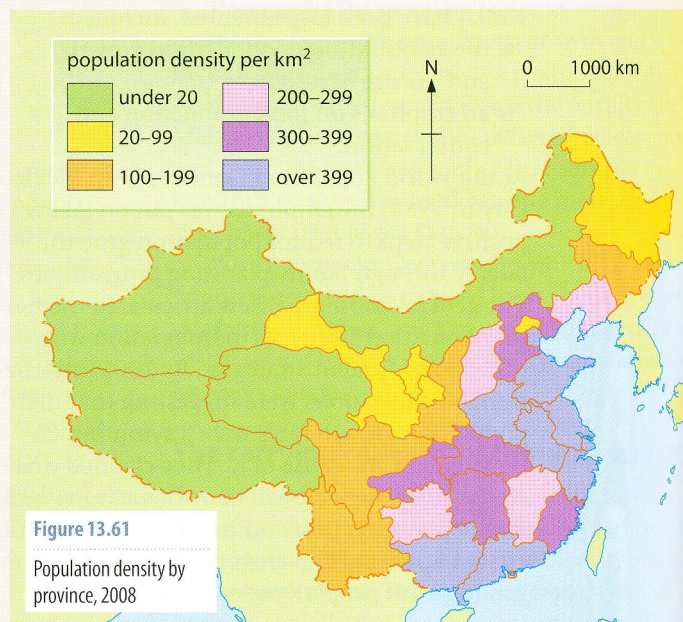 population density per km²
under 20
20–99
100–199
200–299
300–399
over 399
N
0 1000 km
Figure 13.61
Population density by
province, 2008